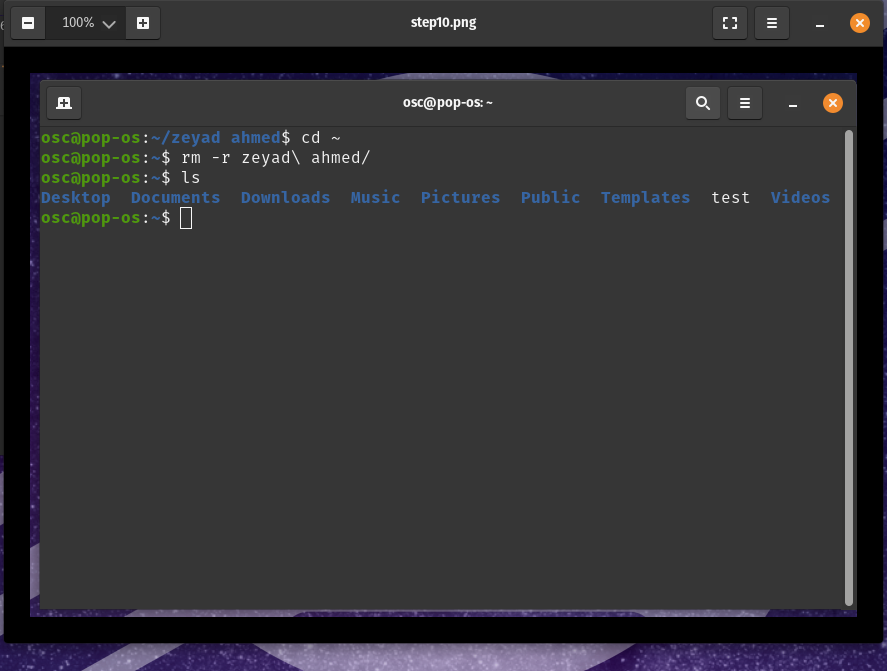 100%
step10.png
osc@pop-os: ~
osc@pop-os:~/zeyad ahmed$ cd ~
osc@pop-os:~$ rm -r zeyad\ ahmed/
osc@pop-os:~$ ls
Desktop Documents Downloads Music Pictures Public Templates test Videos
osc@pop-os:~$